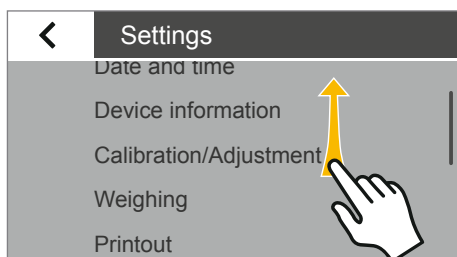 Settings
Date and time
Device information
Calibration/Adjustment
Weighing
Printout